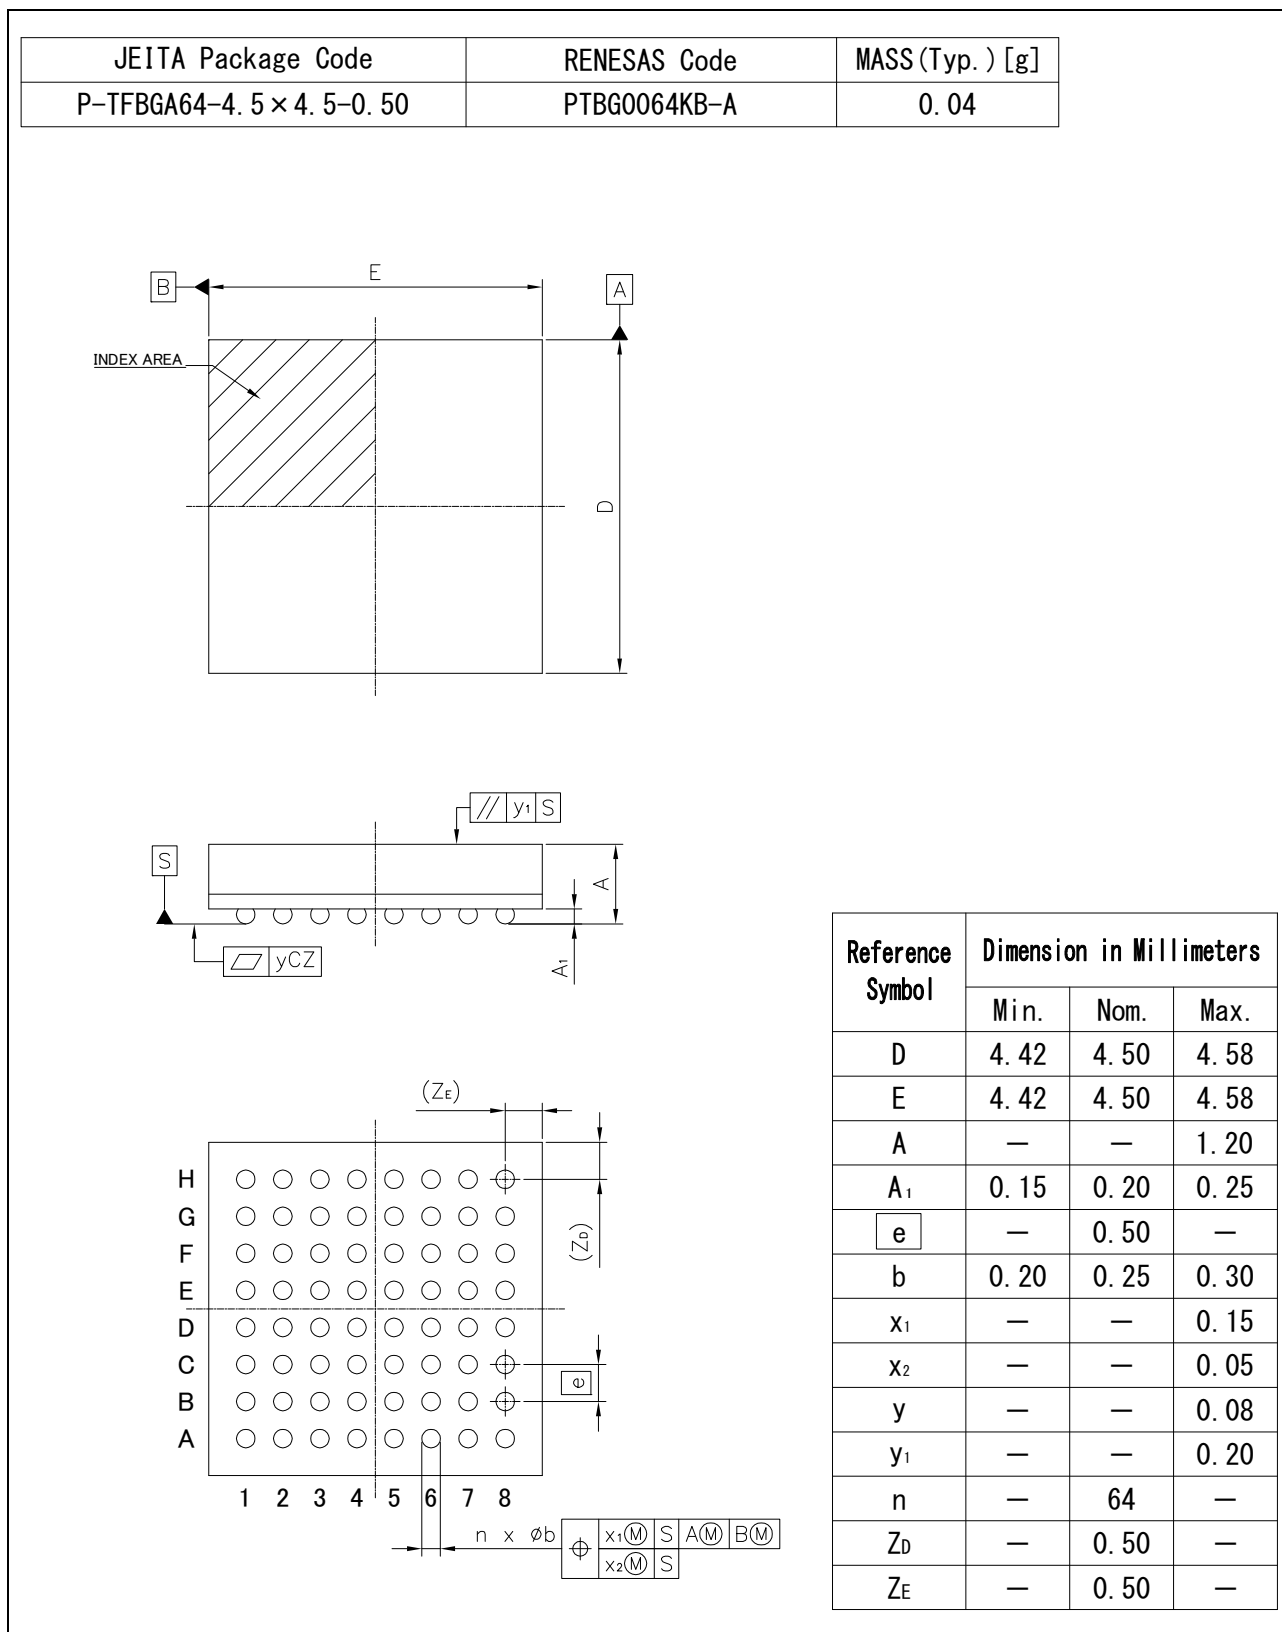 JEITA Package Code RENESAS Code MASS(Typ.)[g]
P-TFBGA64-4.5×4.5-0.50 PTBG0064KB-A 0.04
B E A
INDEX AREA
D
// y1 S
S
A
yCZ
A1
(ZE)
H
G
F
(ZD)
E
D
C
e
B
A
1 2 3 4 5 6 7 8
n x øb ⌖ x1Ⓜ S AⓂ BⓂ
x2Ⓜ S
Reference Symbol Dimension in Millimeters
Min. Nom. Max.
D 4.42 4.50 4.58
E 4.42 4.50 4.58
A – – 1.20
A1 0.15 0.20 0.25
e – 0.50 –
b 0.20 0.25 0.30
x1 – – 0.15
x2 – – 0.05
y – – 0.08
y1 – – 0.20
n – 64 –
ZD – 0.50 –
ZE – 0.50 –